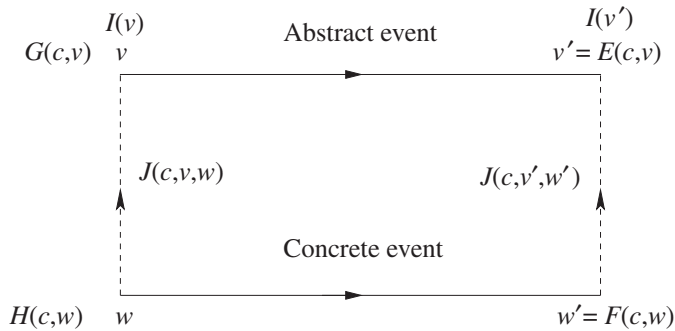 I(v) I(v′)
G(c,v) v Abstract event v′ = E(c,v)
J(c,v,w) J(c,v′,w′)
Concrete event
H(c,w) w w′ = F(c,w)